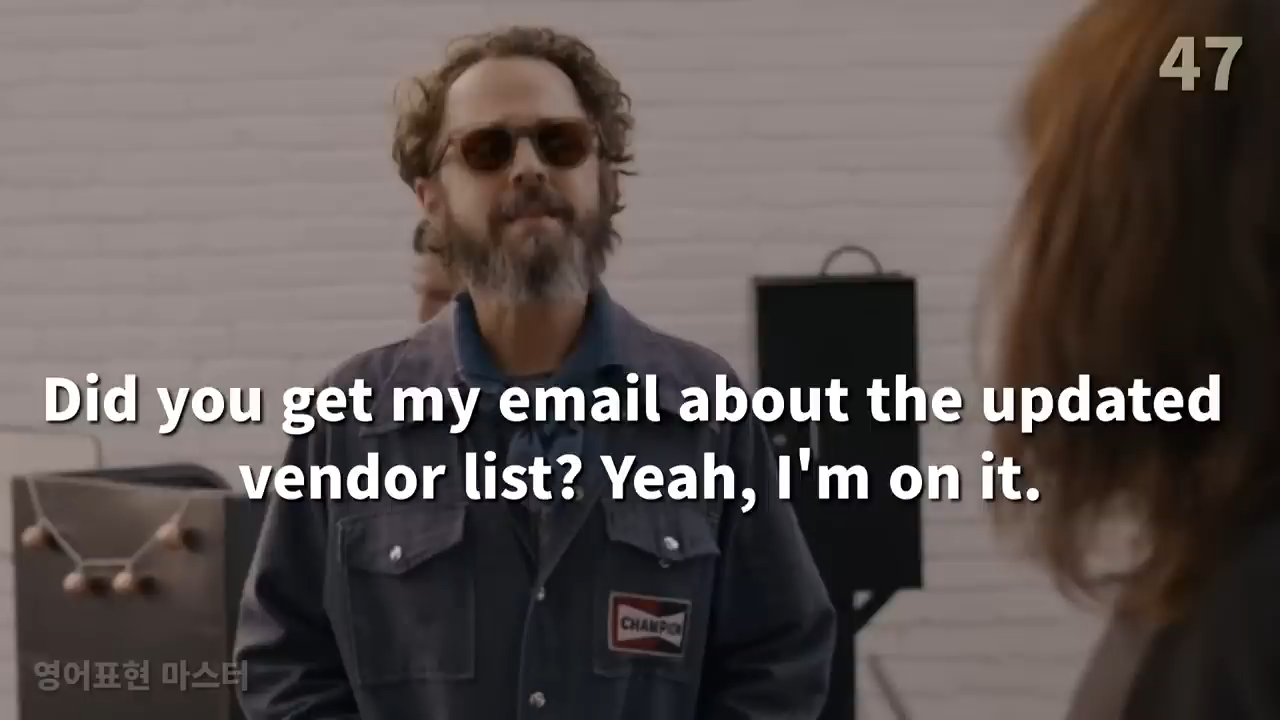 47
Did you get my email about the updated
vendor list? Yeah, I'm on it.
CHAMPION
영어표현 마스터